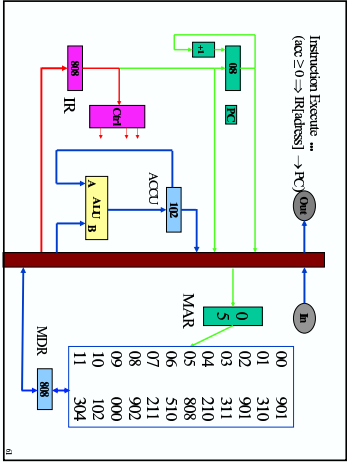 Instruction Execute ...
(acc ≥ 0 ⇒ IR[adress] → PC)
Out
In
+1
08
PC
0
5
MAR
00 901
01 310
02 901
03 311
04 210
05 808
06 510
07 211
08 902
09 000
10 102
11 304
102
ACCU
ALU
A
B
Ctrl
808
IR
MDR
808
61